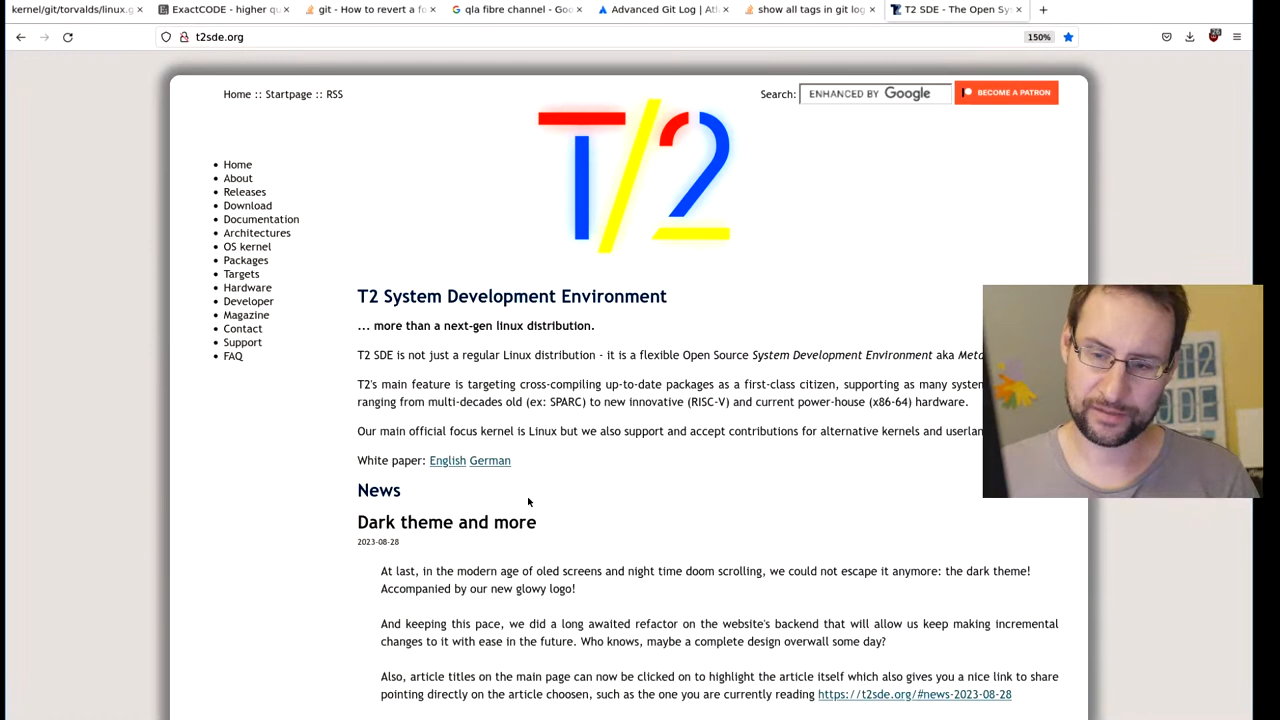 kernel/git/torvalds/linux.g
ExactCODE - higher qu
git - How to revert a fo
qla fibre channel - Goo
Advanced Git Log | Atl
show all tags in git log
T2 SDE - The Open Sy
t2sde.org
150%
Home :: Startpage :: RSS
Search:
ENHANCED BY Google
BECOME A PATRON
T/2
Home
About
Releases
Download
Documentation
Architectures
OS kernel
Packages
Targets
Hardware
Developer
Magazine
Contact
Support
FAQ
T2 System Development Environment
... more than a next-gen linux distribution.
T2 SDE is not just a regular Linux distribution - it is a flexible Open Source System Development Environment aka Meta
T2's main feature is targeting cross-compiling up-to-date packages as a first-class citizen, supporting as many system
ranging from multi-decades old (ex: SPARC) to new innovative (RISC-V) and current power-house (x86-64) hardware.
Our main official focus kernel is Linux but we also support and accept contributions for alternative kernels and userlan
White paper: English German
News
Dark theme and more
2023-08-28
At last, in the modern age of oled screens and night time doom scrolling, we could not escape it anymore: the dark theme!
Accompanied by our new glowy logo!
And keeping this pace, we did a long awaited refactor on the website's backend that will allow us keep making incremental
changes to it with ease in the future. Who knows, maybe a complete design overwall some day?
Also, article titles on the main page can now be clicked on to highlight the article itself which also gives you a nice link to share
pointing directly on the article choosen, such as the one you are currently reading https://t2sde.org/#news-2023-08-28